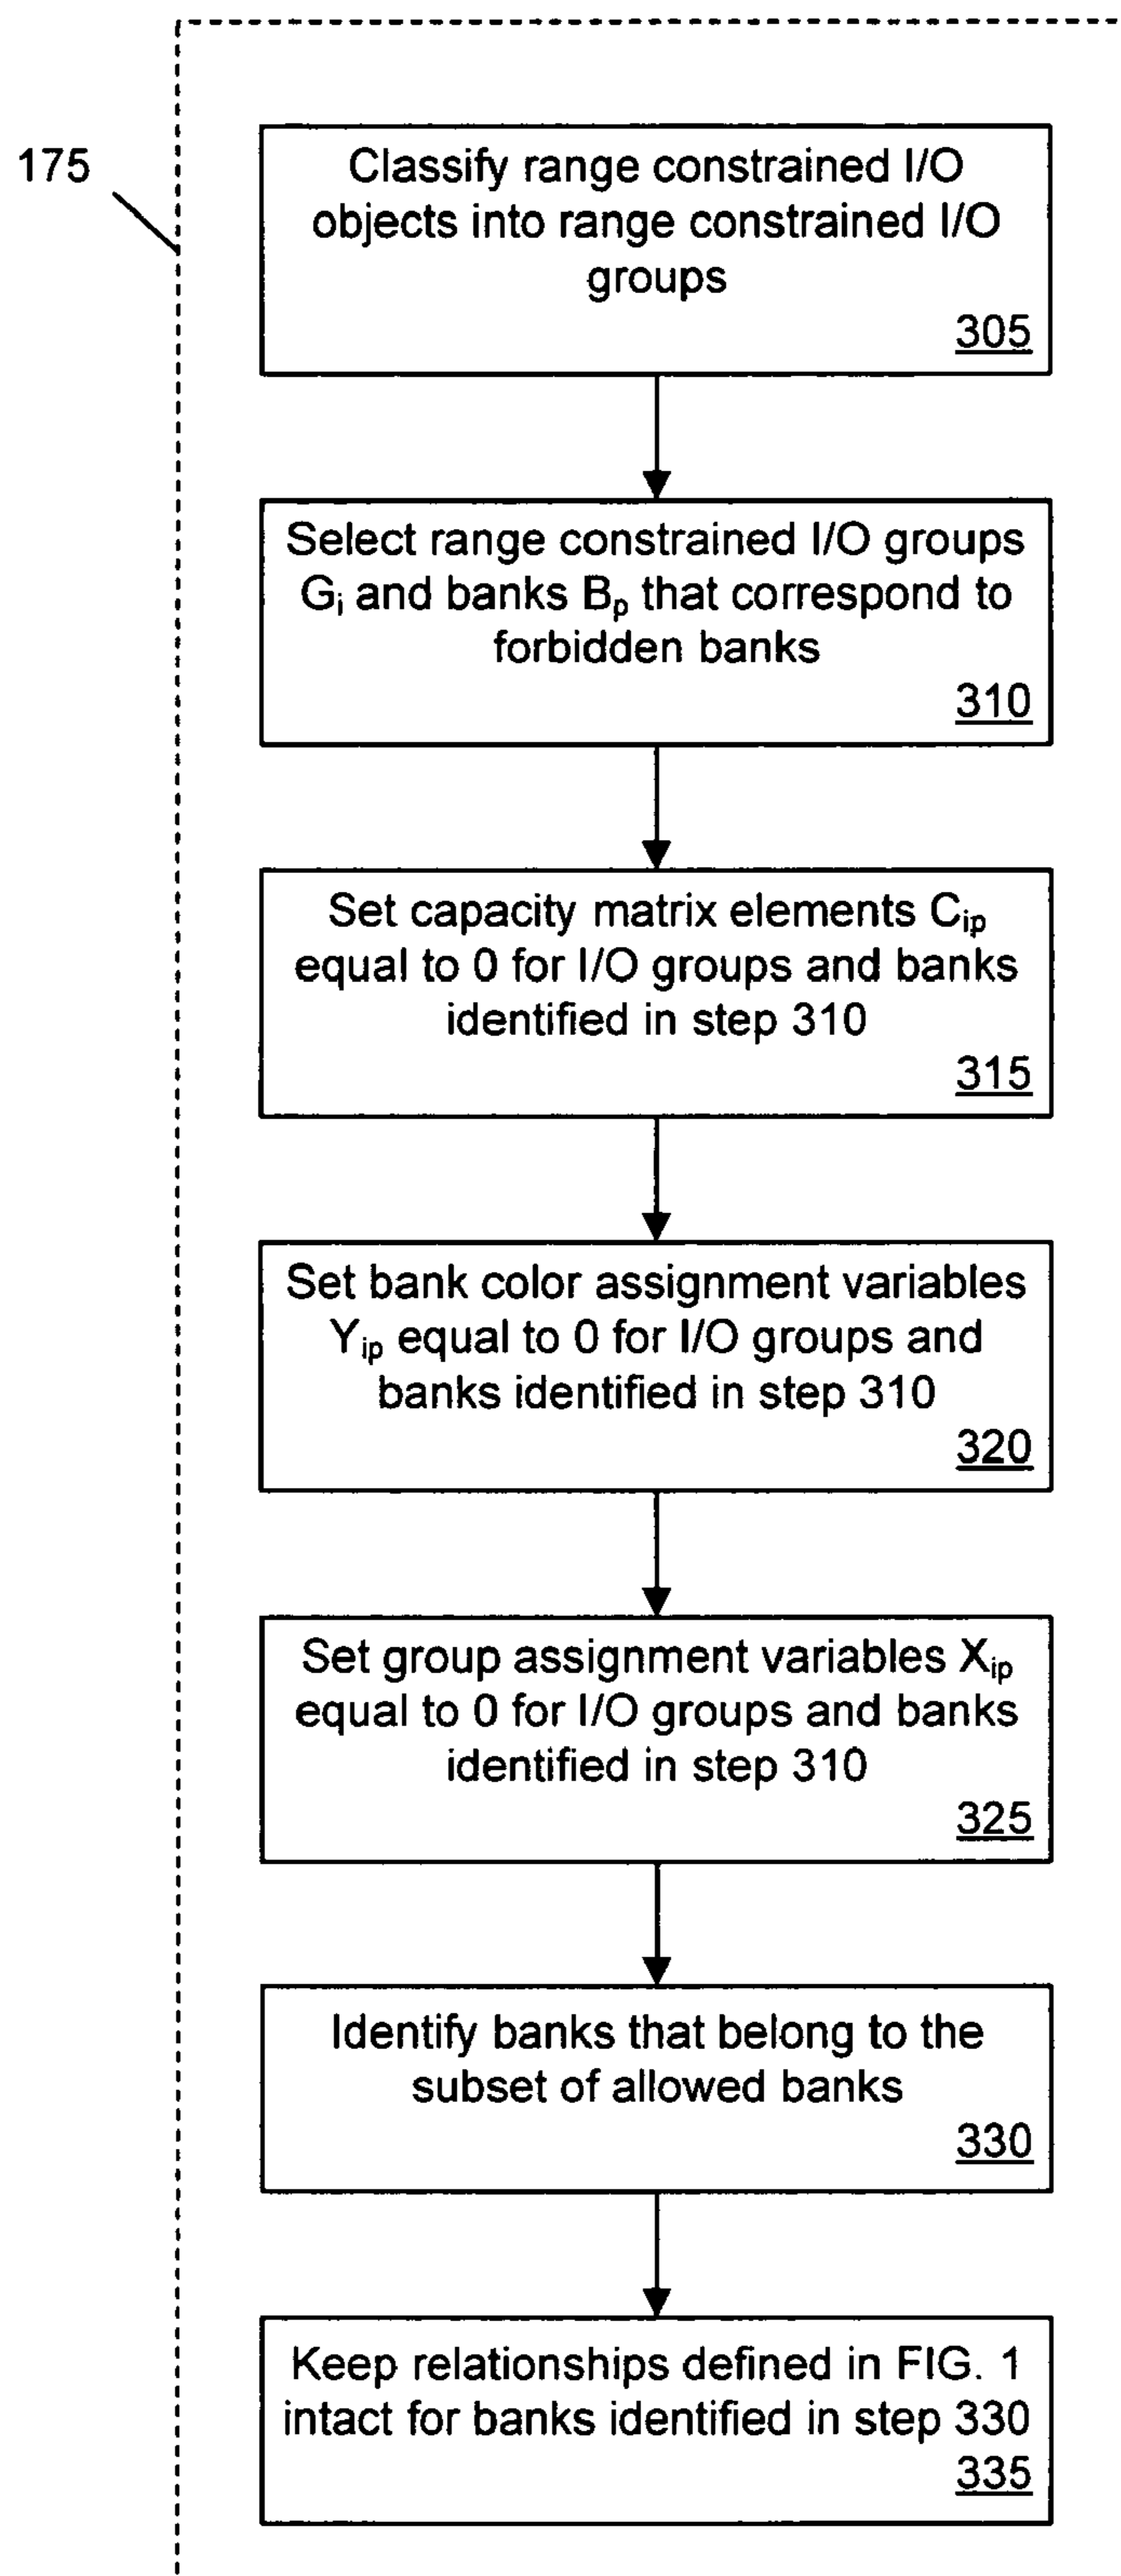 175
Classify range constrained I/O
objects into range constrained I/O
groups
305
Select range constrained I/O groups
Gi and banks Bp that correspond to
forbidden banks
310
Set capacity matrix elements Cip
equal to 0 for I/O groups and banks
identified in step 310
315
Set bank color assignment variables
Yip equal to 0 for I/O groups and
banks identified in step 310
320
Set group assignment variables Xip
equal to 0 for I/O groups and banks
identified in step 310
325
Identify banks that belong to the
subset of allowed banks
330
Keep relationships defined in FIG. 1
intact for banks identified in step 330
335